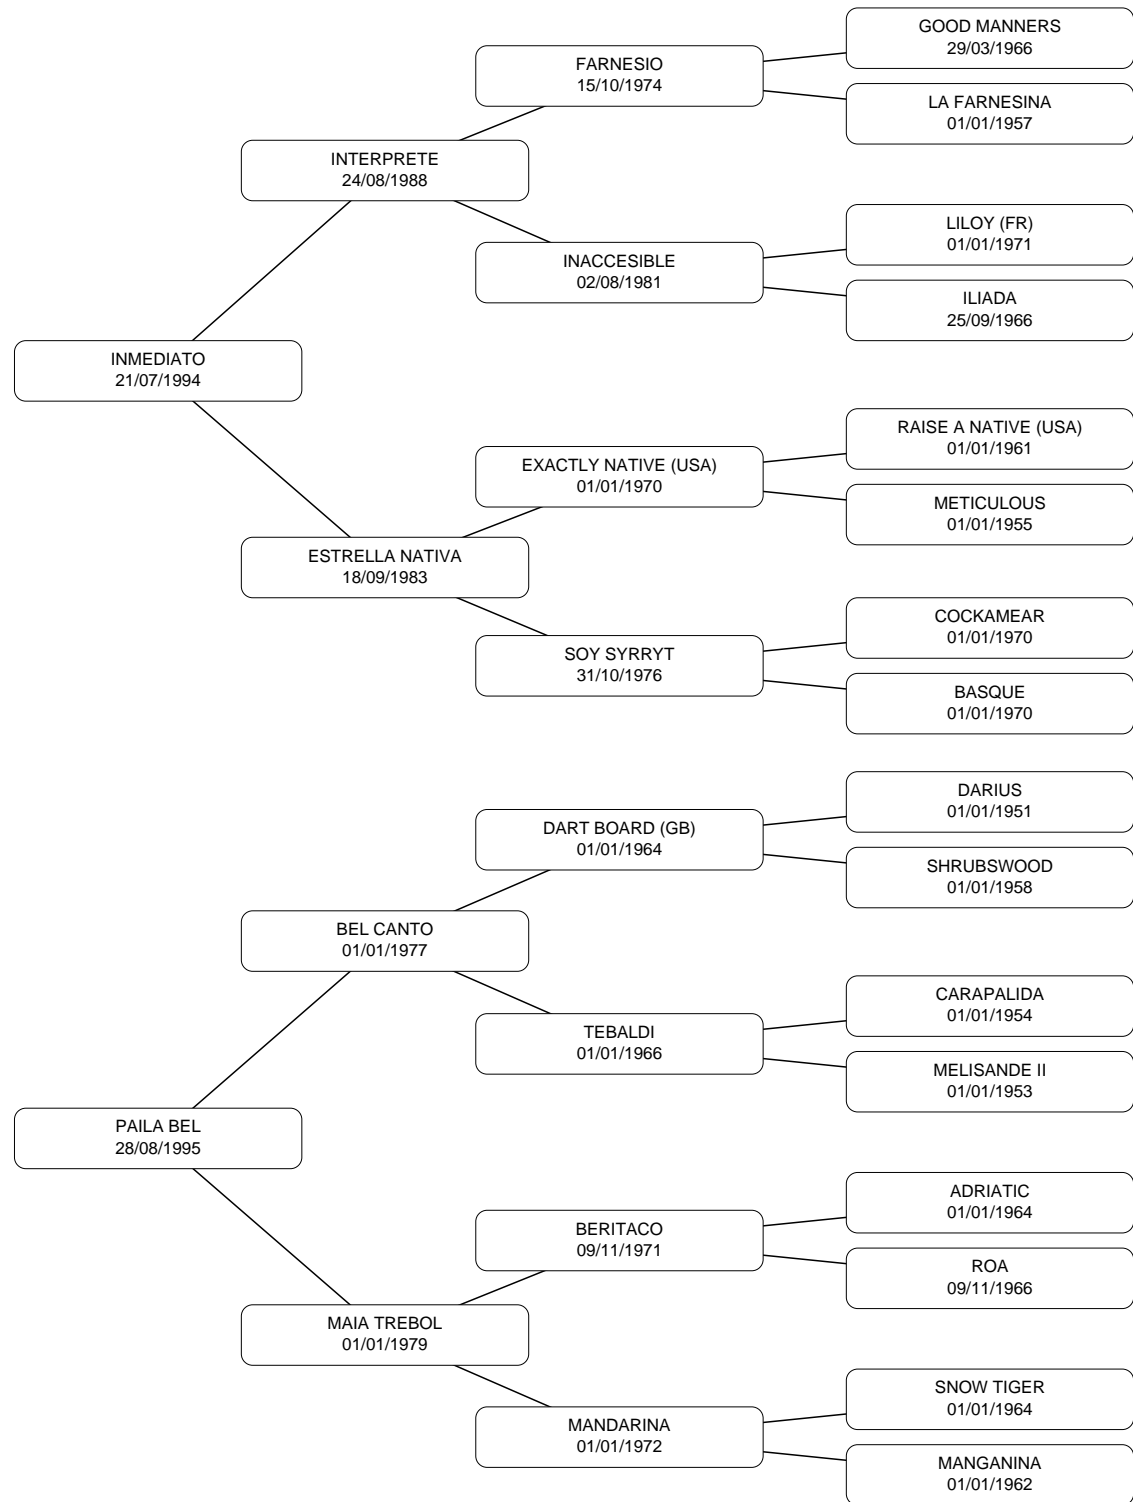 GOOD MANNERS
29/03/1966
FARNESIO
15/10/1974
LA FARNESINA
01/01/1957
INTERPRETE
24/08/1988
LILOY (FR)
01/01/1971
INACCESIBLE
02/08/1981
ILIADA
25/09/1966
INMEDIATO
21/07/1994
RAISE A NATIVE (USA)
01/01/1961
EXACTLY NATIVE (USA)
01/01/1970
METICULOUS
01/01/1955
ESTRELLA NATIVA
18/09/1983
COCKAMEAR
01/01/1970
SOY SYRRYT
31/10/1976
BASQUE
01/01/1970
DARIUS
01/01/1951
DART BOARD (GB)
01/01/1964
SHRUBSWOOD
01/01/1958
BEL CANTO
01/01/1977
CARAPALIDA
01/01/1954
TEBALDI
01/01/1966
MELISANDE II
01/01/1953
PAILA BEL
28/08/1995
ADRIATIC
01/01/1964
BERITACO
09/11/1971
ROA
09/11/1966
MAIA TREBOL
01/01/1979
SNOW TIGER
01/01/1964
MANDARINA
01/01/1972
MANGANINA
01/01/1962